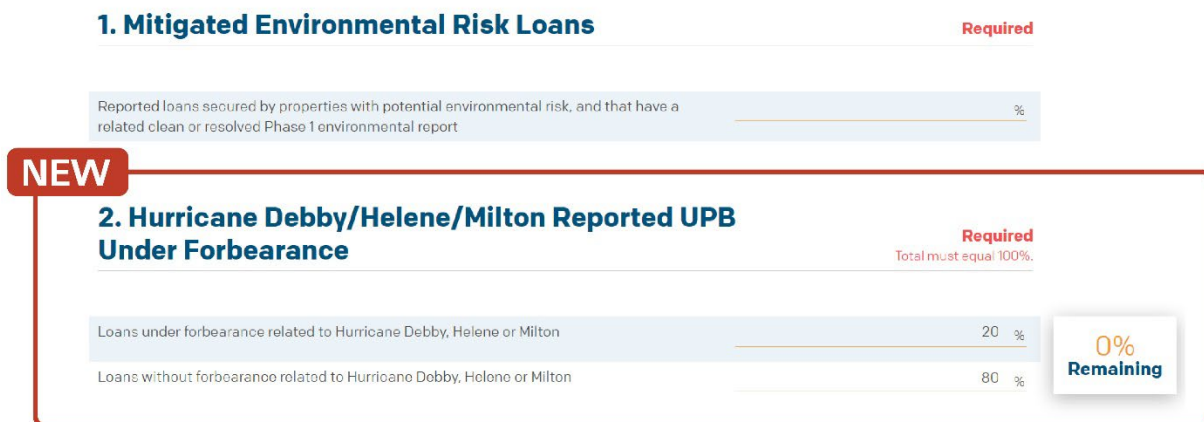 1. Mitigated Environmental Risk Loans
Required
Reported loans secured by properties with potential environmental risk, and that have a
related clean or resolved Phase 1 environmental report
%
NEW
2. Hurricane Debby/Helene/Milton Reported UPB
Under Forbearance
Required
Total must equal 100%.
Loans under forbearance related to Hurricane Debby, Helene or Milton
20 %
Loans without forbearance related to Hurricane Debby, Helene or Milton
80 %
0%
Remaining